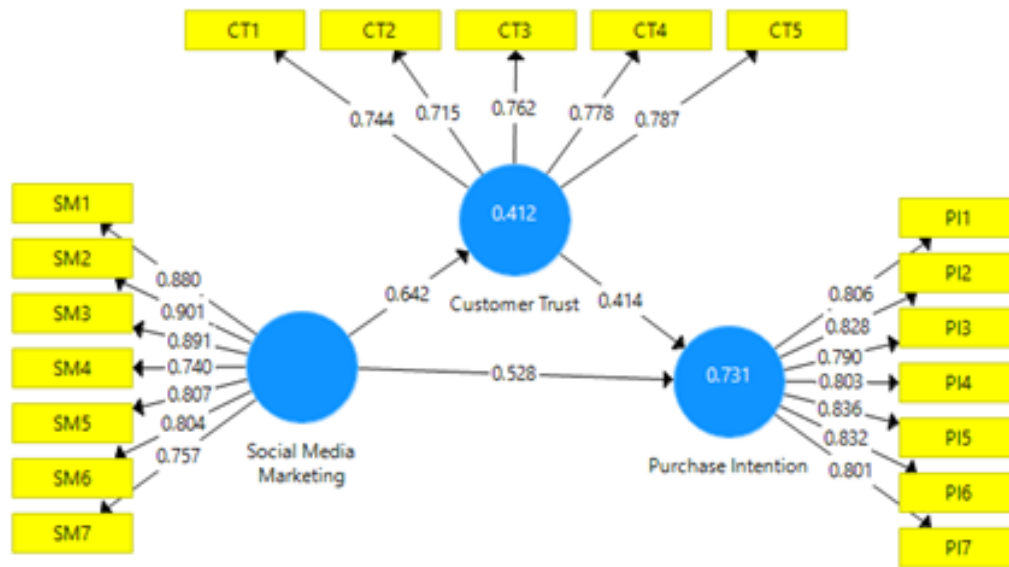 CT1
CT2
CT3
CT4
CT5
0.744
0.715
0.762
0.778
0.787
SM1
SM2
SM3
SM4
SM5
SM6
SM7
0.880
0.901
0.891
0.740
0.807
0.804
0.757
0.412
Customer Trust
0.642
0.414
0.528
Social Media
Marketing
0.731
Purchase Intention
0.806
0.828
0.790
0.803
0.836
0.832
0.801
PI1
PI2
PI3
PI4
PI5
PI6
PI7